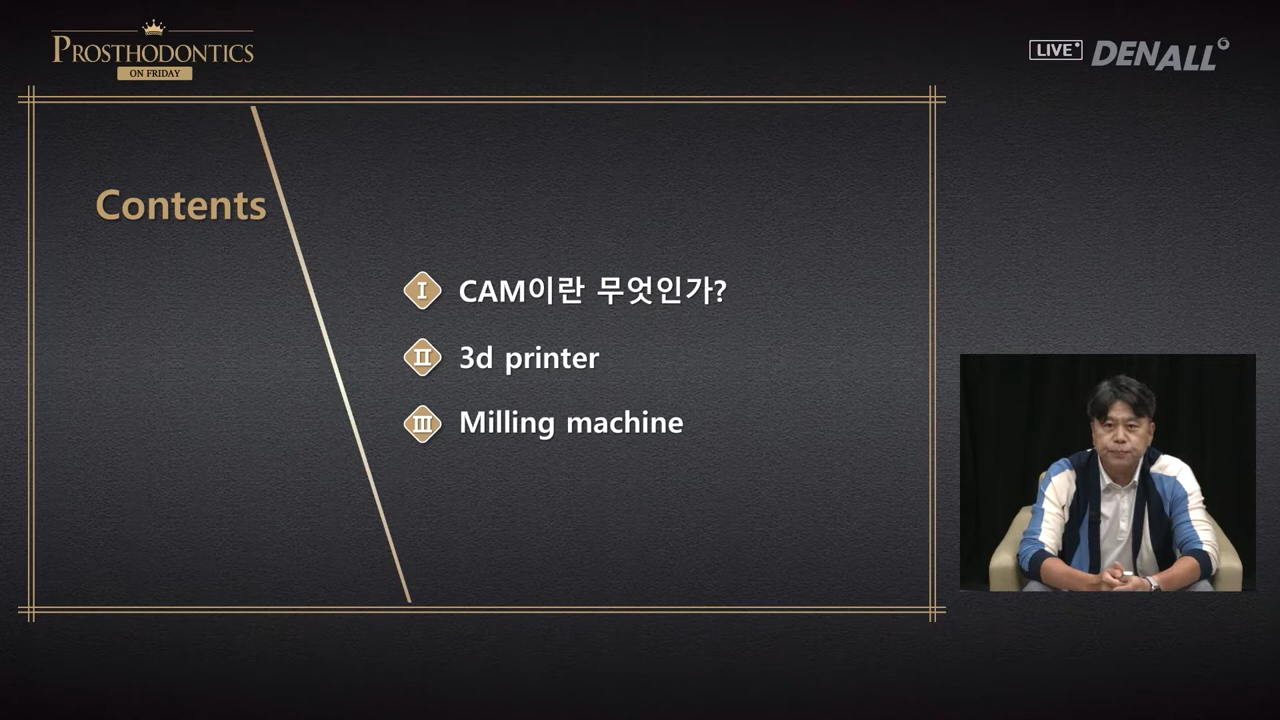 PROSTHODONTICS
ON FRIDAY
LIVE
DENALL
Contents
I CAM이란 무엇인가?
II 3d printer
III Milling machine